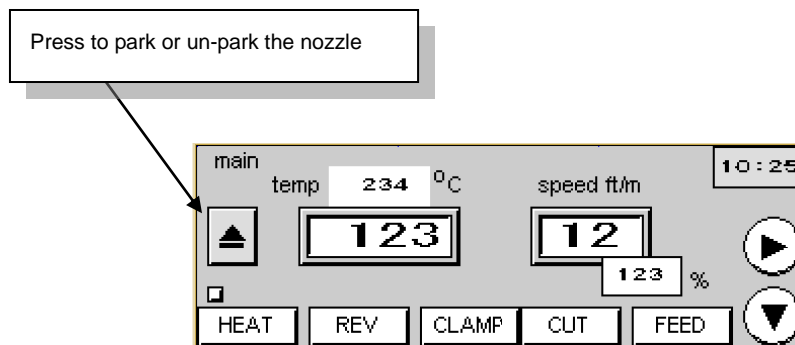 Press to park or un-park the nozzle
main
10:25
temp 234 °C speed ft/m
123 12
123 %
HEAT REV CLAMP CUT FEED